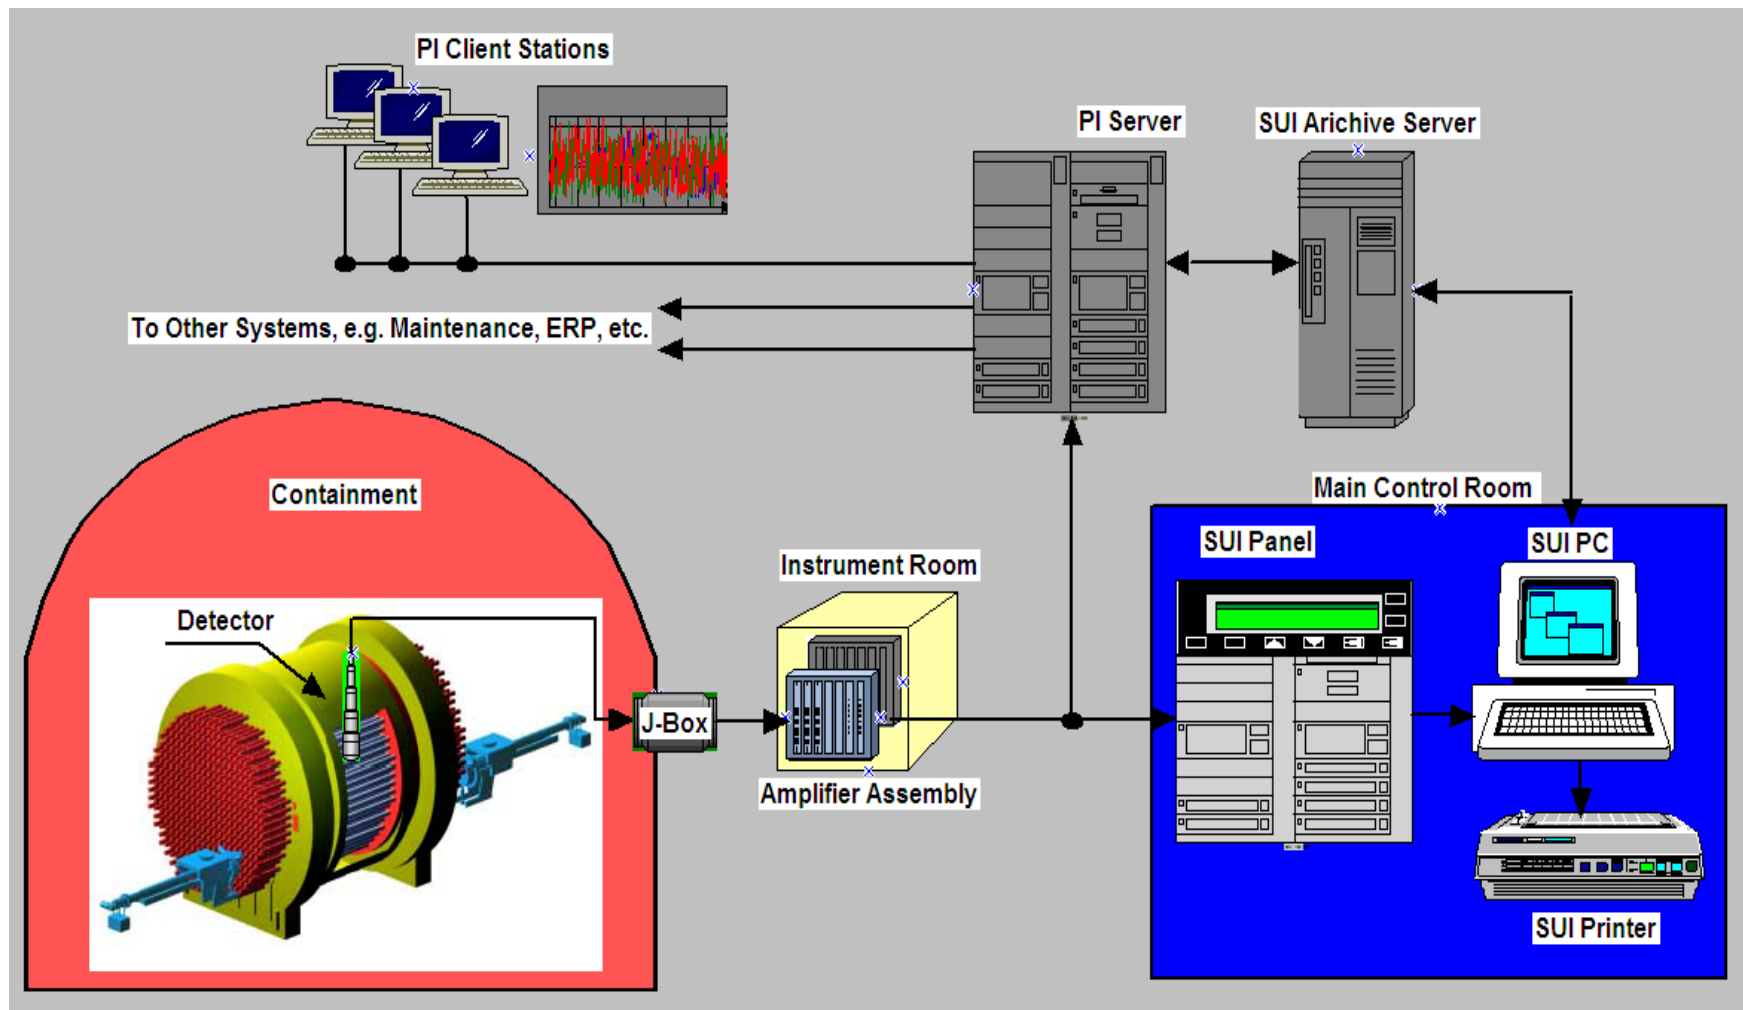 PI Client Stations
PI Server
SUI Arichive Server
To Other Systems, e.g. Maintenance, ERP, etc.
Containment
Main Control Room
SUI Panel
SUI PC
Instrument Room
Detector
J-Box
Amplifier Assembly
SUI Printer